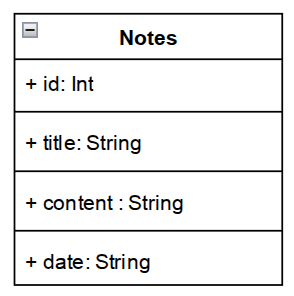 Notes
+ id: Int
+ title: String
+ content : String
+ date: String